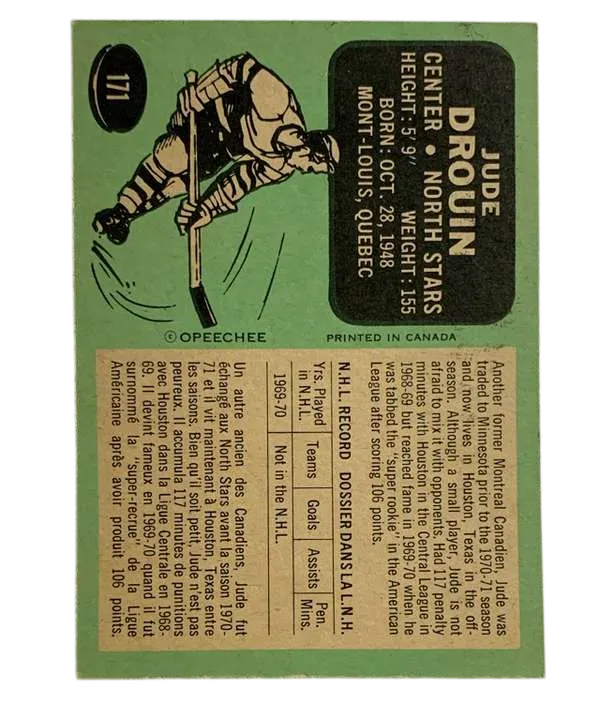 171
JUDE
DROUIN
CENTER • NORTH STARS
HEIGHT: 5' 9" WEIGHT: 155
BORN: OCT. 28, 1948
MONT-LOUIS, QUEBEC
© OPEECHEE
PRINTED IN CANADA
Another former Montreal Canadien, Jude was
traded to Minnesota prior to the 1970-71 season
and now lives in Houston, Texas in the off-
season. Although a small player, Jude is not
afraid to mix it with opponents. Had 117 penalty
minutes with Houston in the Central League in
1968-69 but reached fame in 1969-70 when he
was tabbed the "super rookie" in the American
League after scoring 106 points.
N.H.L. RECORD DOSSIER DANS LA L.N.H.
Yrs. Played in N.H.L. Teams Goals Assists Pen. Mins.
1969-70 Not in the N.H.L.
Un autre ancien des Canadiens, Jude fut
échangé aux North Stars avant la saison 1970-
71 et il vit maintenant à Houston, Texas entre
les saisons. Bien qu'il soit petit, Jude n'est pas
peureux. Il accumula 117 minutes de punitions
avec Houston dans la Ligue Centrale en 1968-
69. Il devint fameux en 1969-70 quand il fut
surnommé la "super-recrue" de la Ligue
Américaine après avoir produit 106 points.